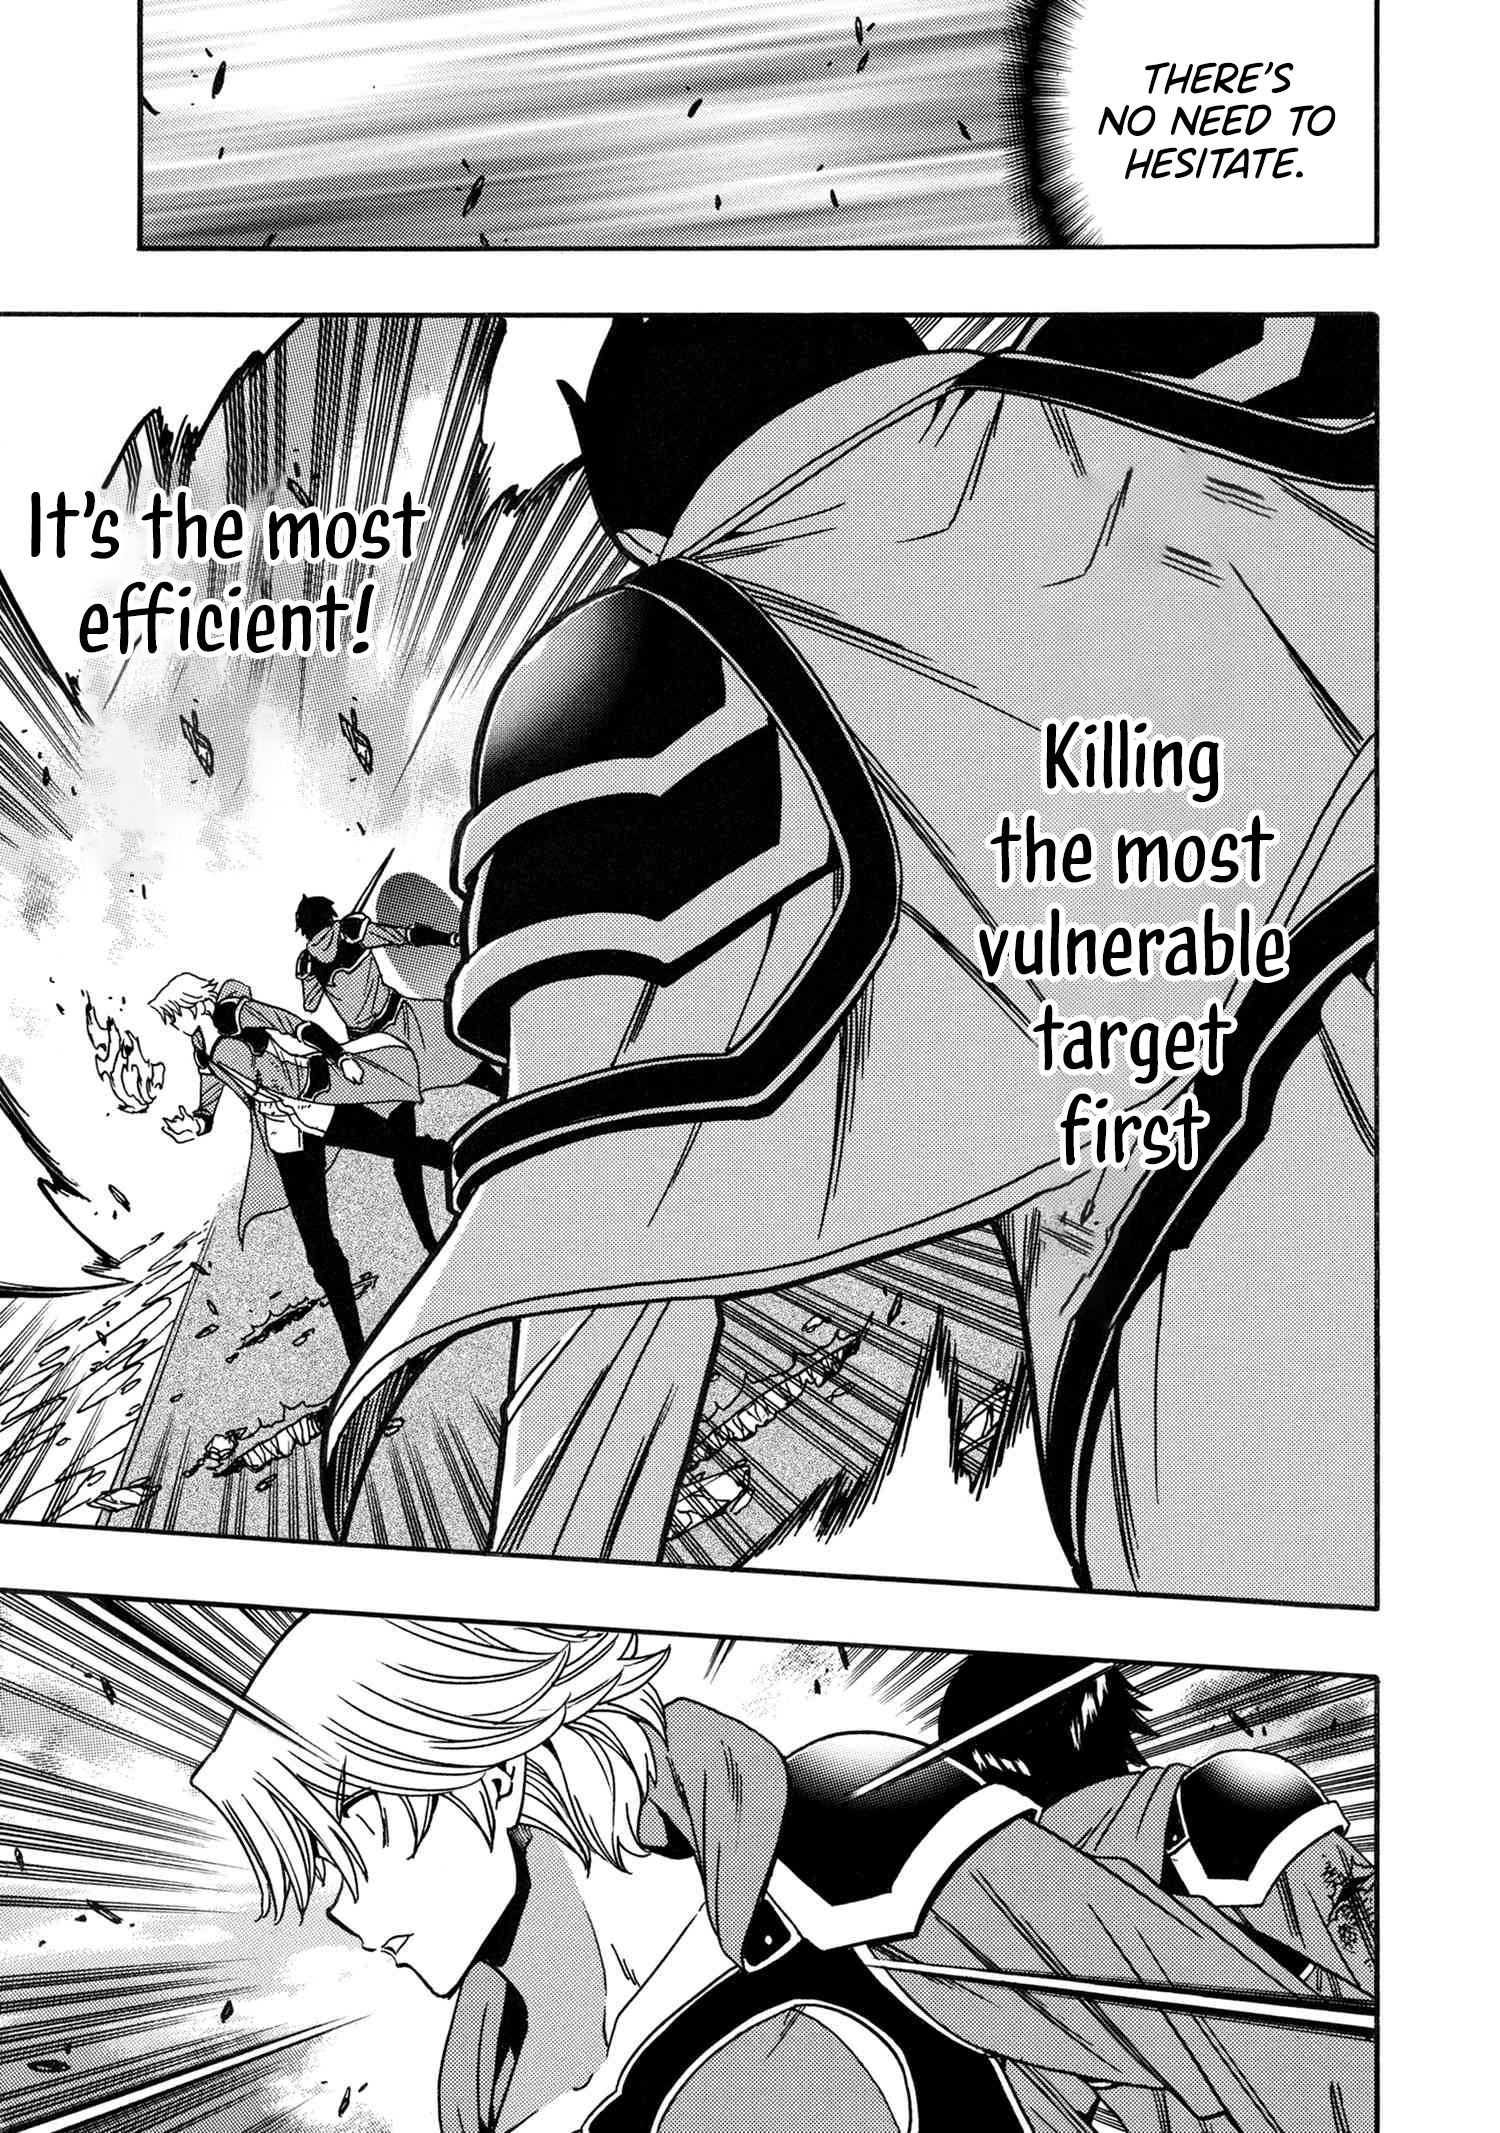 THERE'S
NO NEED TO
HESITATE.
Killing
the most
vulnerable
target
first
It's the most
efficient!